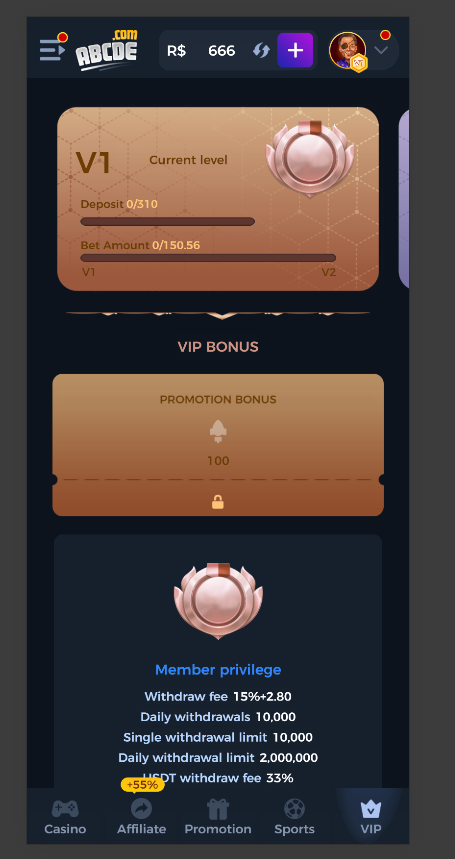 .com
ABCDE
R$ 666
V1 Current level
Deposit 0/310
Bet Amount 0/150.56
V1 V2
VIP BONUS
PROMOTION BONUS
100
Member privilege
Withdraw fee 15%+2.80
Daily withdrawals 10,000
Single withdrawal limit 10,000
Daily withdrawal limit 2,000,000
USDT withdraw fee 33%
+55%
Casino Affiliate Promotion Sports VIP